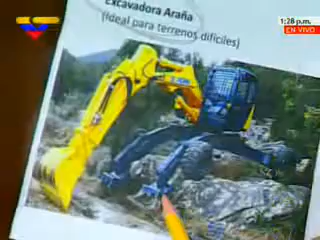 Excavadora Araña
(Ideal para terrenos difíciles)
1:28 p.m.
EN VIVO